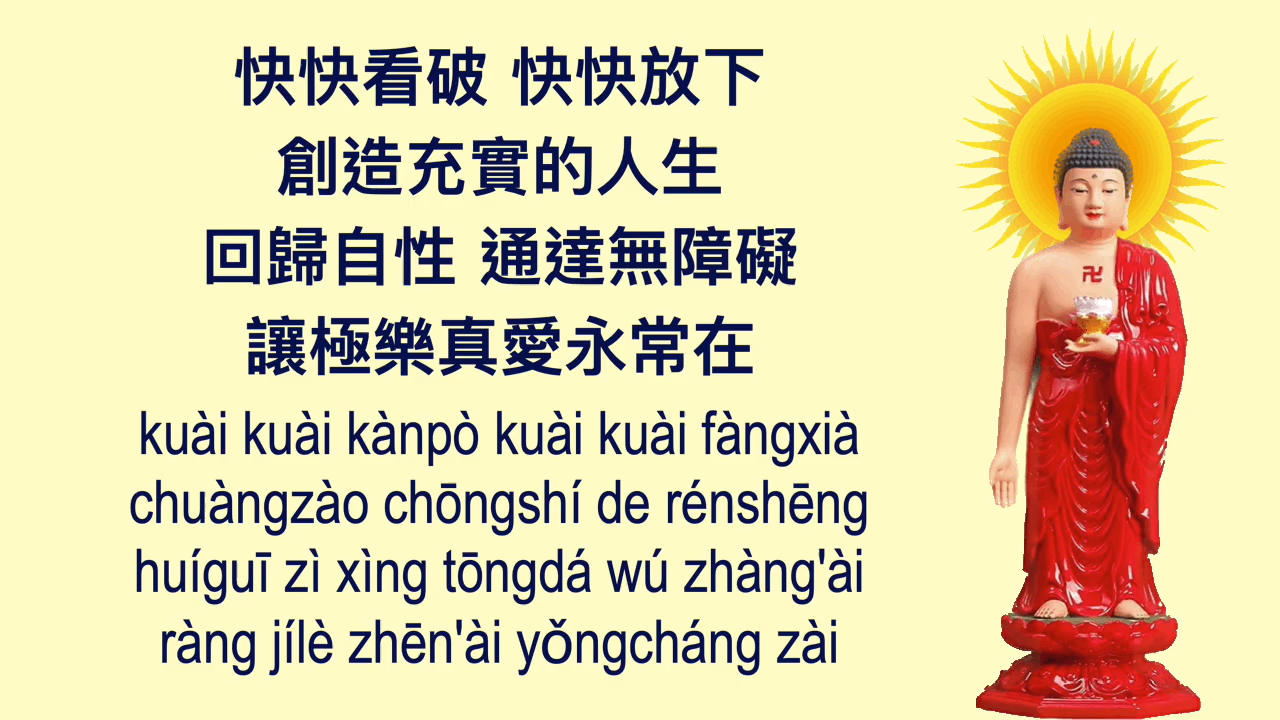 快快看破 快快放下
創造充實的人生
回歸自性 通達無障礙
讓極樂真愛永常在
kuài kuài kànpò kuài kuài fàngxià
chuàngzào chōngshí de rénshēng
huíguī zì xìng tōngdá wú zhàng'ài
ràng jílè zhēn'ài yǒngcháng zài
卍